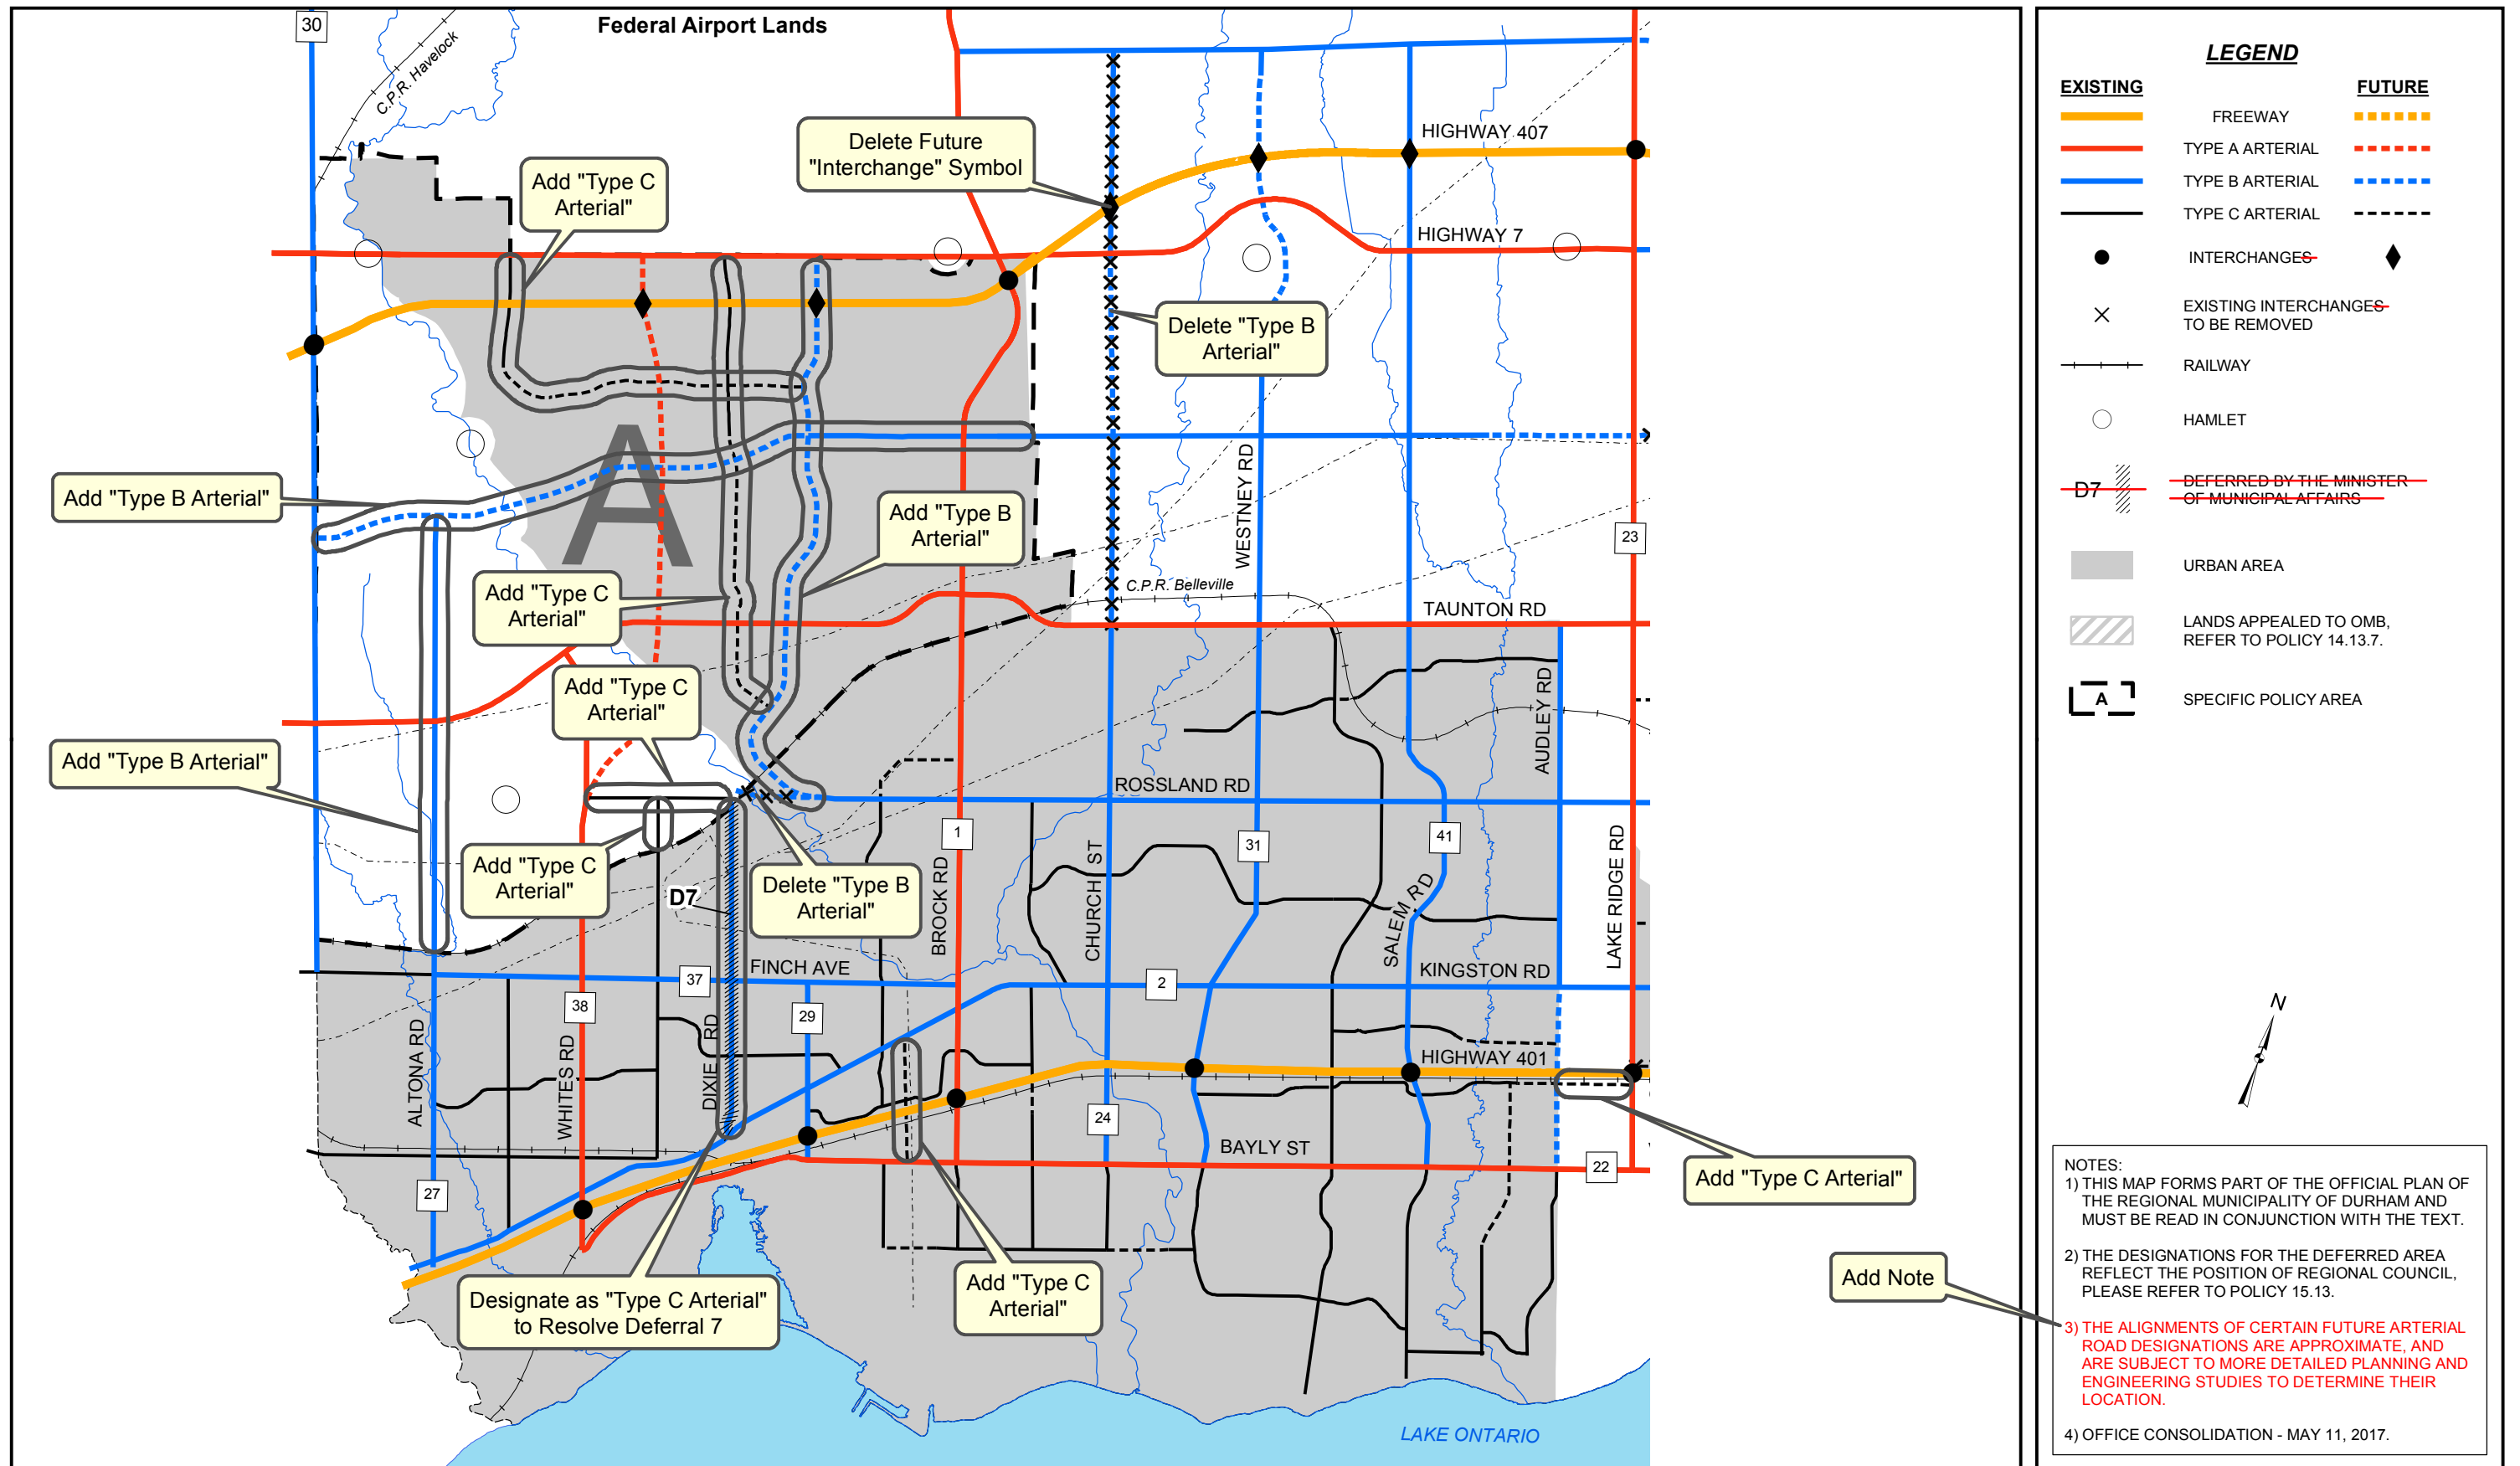 30
Federal Airport Lands
C.P.R. Havelock
Delete Future
"Interchange" Symbol
HIGHWAY 407
Add "Type C
Arterial"
HIGHWAY 7
Delete "Type B
Arterial"
A
WESTNEY RD
Add "Type B Arterial"
Add "Type B
Arterial"
23
C.P.R. Belleville
Add "Type C
Arterial"
TAUNTON RD
Add "Type C
Arterial"
AUDLEY RD
Add "Type B Arterial"
ROSSLAND RD
1
31
41
Add "Type C
Arterial"
Delete "Type B
Arterial"
D7
BROCK RD
CHURCH ST
SALEM RD
LAKE RIDGE RD
FINCH AVE
37
2
KINGSTON RD
38
29
ALTONA RD
WHITES RD
DIXIE RD
HIGHWAY 401
24
BAYLY ST
22
27
Add "Type C Arterial"
Designate as "Type C Arterial"
to Resolve Deferral 7
Add "Type C
Arterial"
Add Note
LAKE ONTARIO
LEGEND
EXISTING
FUTURE
FREEWAY
TYPE A ARTERIAL
TYPE B ARTERIAL
TYPE C ARTERIAL
INTERCHANGES
EXISTING INTERCHANGES
TO BE REMOVED
RAILWAY
HAMLET
D7
DEFERRED BY THE MINISTER
OF MUNICIPAL AFFAIRS
URBAN AREA
LANDS APPEALED TO OMB,
REFER TO POLICY 14.13.7.
A
SPECIFIC POLICY AREA
N
NOTES:
1) THIS MAP FORMS PART OF THE OFFICIAL PLAN OF
THE REGIONAL MUNICIPALITY OF DURHAM AND
MUST BE READ IN CONJUNCTION WITH THE TEXT.
2) THE DESIGNATIONS FOR THE DEFERRED AREA
REFLECT THE POSITION OF REGIONAL COUNCIL,
PLEASE REFER TO POLICY 15.13.
3) THE ALIGNMENTS OF CERTAIN FUTURE ARTERIAL
ROAD DESIGNATIONS ARE APPROXIMATE, AND
ARE SUBJECT TO MORE DETAILED PLANNING AND
ENGINEERING STUDIES TO DETERMINE THEIR
LOCATION.
4) OFFICE CONSOLIDATION - MAY 11, 2017.